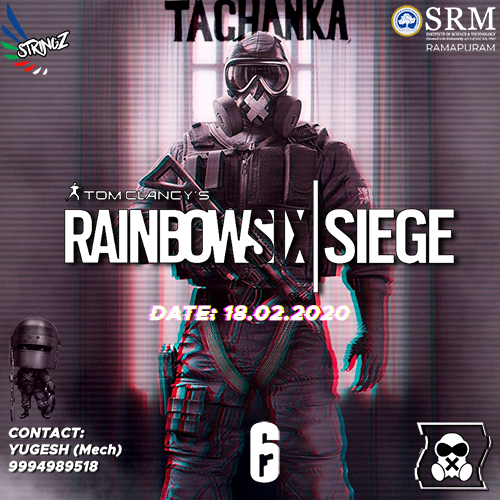 TACHANKA
STRINGZ
SRM
INSTITUTE OF SCIENCE & TECHNOLOGY
RAMAPURAM
TOM CLANCY'S
RAINBOWSIX|SIEGE
DATE: 18.02.2020
CONTACT:
YUGESH (Mech)
9994989518
6